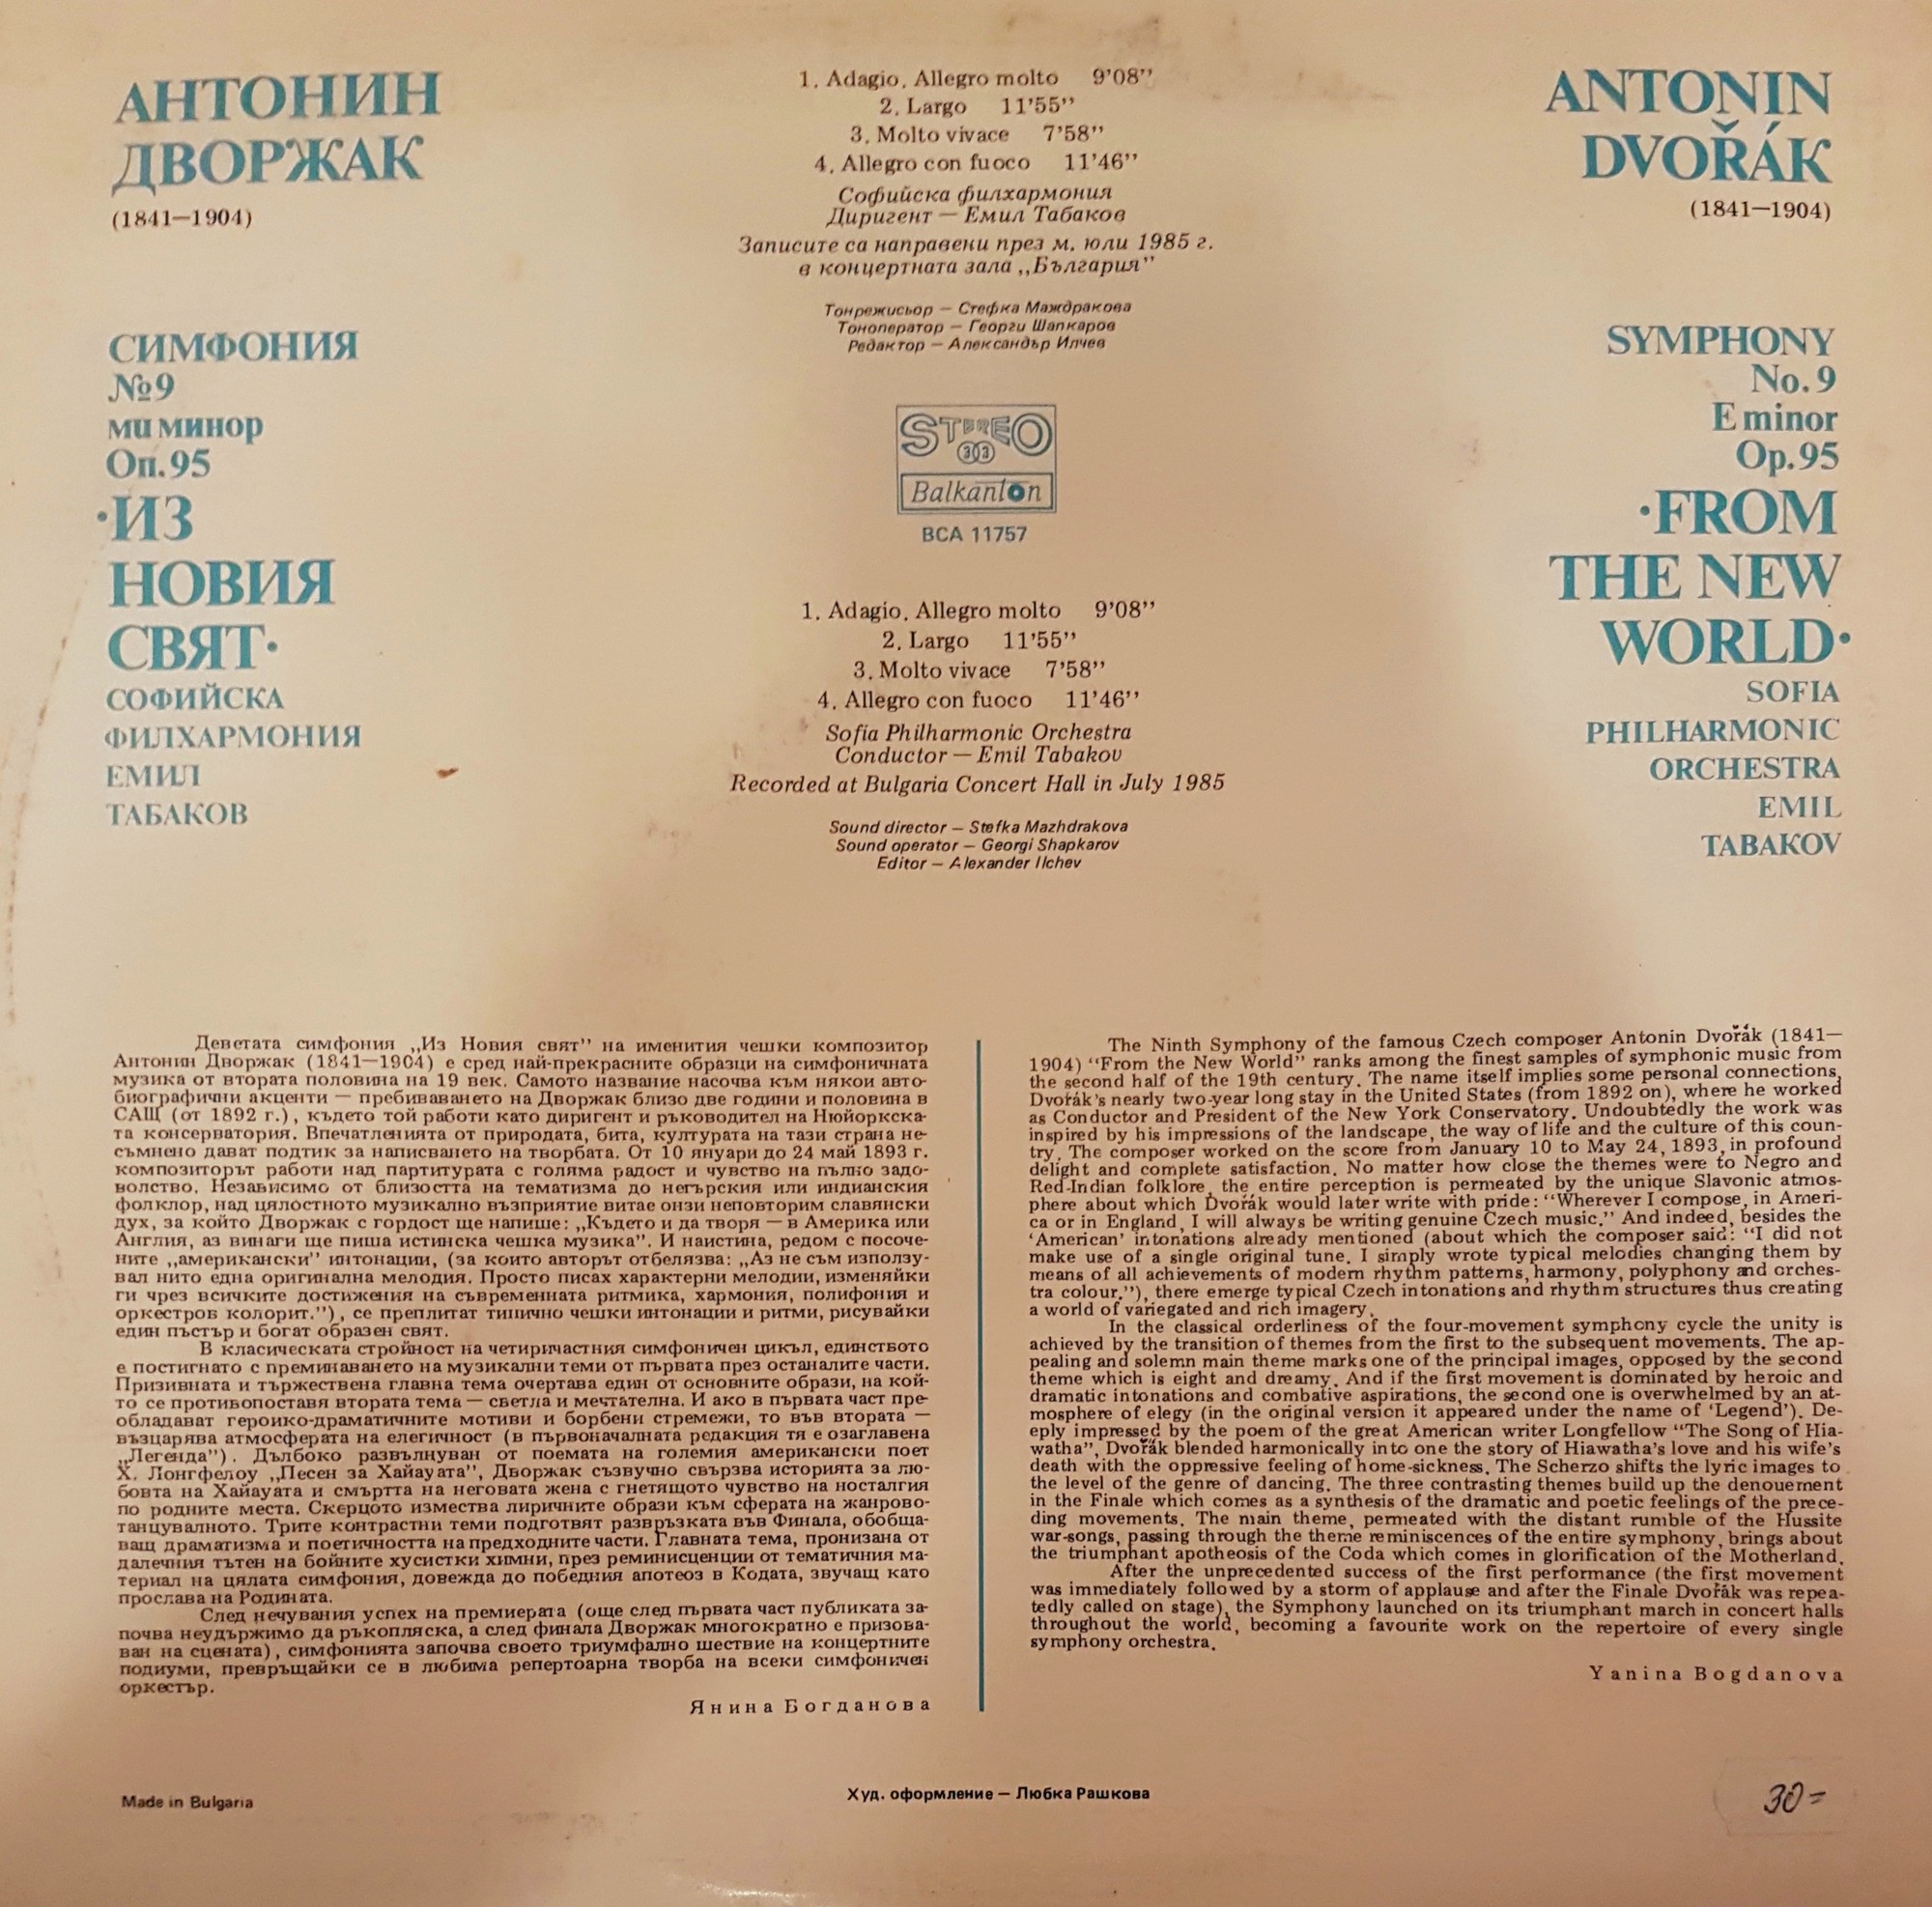 АНТОНИН
ДВОРЖАК
(1841—1904)
СИМФОНИЯ
№9
ми минор
Оп. 95
·ИЗ
НОВИЯ
СВЯТ·
СОФИЙСКА
ФИЛХАРМОНИЯ
ЕМИЛ
ТАБАКОВ
1. Adagio. Allegro molto 9'08''
2. Largo 11'55''
3. Molto vivace 7'58''
4. Allegro con fuoco 11'46''
Софийска филхармония
Диригент — Емил Табаков
Записите са направени през м. юли 1985 г.
в концертната зала „България"
Тонрежисьор — Стефка Маждракова
Тоноператор — Георги Шапкаров
Редактор — Александър Илчев
STEREO
303
Balkanton
BCA 11757
1. Adagio. Allegro molto 9'08''
2. Largo 11'55''
3. Molto vivace 7'58''
4. Allegro con fuoco 11'46''
Sofia Philharmonic Orchestra
Conductor — Emil Tabakov
Recorded at Bulgaria Concert Hall in July 1985
Sound director — Stefka Mazhdrakova
Sound operator — Georgi Shapkarov
Editor — Alexander Ilchev
ANTONIN
DVOŘÁK
(1841—1904)
SYMPHONY
No. 9
E minor
Op. 95
·FROM
THE NEW
WORLD·
SOFIA
PHILHARMONIC
ORCHESTRA
EMIL
TABAKOV
Деветата симфония „Из Новия свят" на именития чешки композитор
Антонин Дворжак (1841—1904) е сред най-прекрасните образци на симфоничната
музика от втората половина на 19 век. Самото название насочва към някои авто-
биографични акценти — пребиваването на Дворжак близо две години и половина в
САЩ (от 1892 г.), където той работи като диригент и ръководител на Нюйоркска-
та консерватория. Впечатленията от природата, бита, културата на тази страна не-
съмнено дават подтик за написването на творбата. От 10 януари до 24 май 1893 г.
композиторът работи над партитурата с голяма радост и чувство на пълно задо-
волство. Независимо от близостта на тематизма до негърския или индианския
фолклор, над цялостното музикално възприятие витае онзи неповторим славянски
дух, за който Дворжак с гордост ще напише: „Където и да творя — в Америка или
Англия, аз винаги ще пиша истинска чешка музика". И наистина, редом с посоче-
ните „американски" интонации, (за които авторът отбелязва: „Аз не съм използу-
вал нито една оригинална мелодия. Просто писах характерни мелодии, изменяйки
ги чрез всичките достижения на съвременната ритмика, хармония, полифония и
оркестров колорит."), се преплитат типично чешки интонации и ритми, рисувайки
един пъстър и богат образен свят.
В класическата стройност на четиричастния симфоничен цикъл, единството
е постигнато с преминаването на музикални теми от първата през останалите части.
Призивната и тържествена главна тема очертава един от основните образи, на кой-
то се противопоставя втората тема — светла и мечтателна. И ако в първата част пре-
обладават героико-драматичните мотиви и борбени стремежи, то във втората —
възцарява атмосферата на елегичност (в първоначалната редакция тя е озаглавена
„Легенда"). Дълбоко развълнуван от поемата на големия американски поет
Х. Лонгфелоу „Песен за Хайауата", Дворжак съзвучно свързва историята за лю-
бовта на Хайауата и смъртта на неговата жена с гнетящото чувство на носталгия
по родните места. Скерцото измества лиричните образи към сферата на жанрово-
танцувалното. Трите контрастни теми подготвят развръзката във Финала, обобща-
ващ драматизма и поетичността на предходните части. Главната тема, пронизана от
далечния тътен на бойните хусистки химни, през реминисценции от тематичния ма-
териал на цялата симфония, довежда до победния апотеоз в Кодата, звучащ като
прослава на Родината.
След нечувания успех на премиерата (още след първата част публиката за-
почва неудържимо да ръкопляска, а след финала Дворжак многократно е призова-
ван на сцената), симфонията започва своето триумфално шествие на концертните
подиуми, превръщайки се в любима репертоарна творба на всеки симфоничен
оркестър.
Янина Богданова
The Ninth Symphony of the famous Czech composer Antonin Dvořák (1841—
1904) "From the New World" ranks among the finest samples of symphonic music from
the second half of the 19th century. The name itself implies some personal connections,
Dvořák's nearly two-year long stay in the United States (from 1892 on), where he worked
as Conductor and President of the New York Conservatory. Undoubtedly the work was
inspired by his impressions of the landscape, the way of life and the culture of this coun-
try. The composer worked on the score from January 10 to May 24, 1893, in profound
delight and complete satisfaction. No matter how close the themes were to Negro and
Red-Indian folklore, the entire perception is permeated by the unique Slavonic atmos-
phere about which Dvořák would later write with pride: "Wherever I compose, in Ameri-
ca or in England, I will always be writing genuine Czech music." And indeed, besides the
'American' intonations already mentioned (about which the composer said: "I did not
make use of a single original tune. I simply wrote typical melodies changing them by
means of all achievements of modern rhythm patterns, harmony, polyphony and orches-
tra colour."), there emerge typical Czech intonations and rhythm structures thus creating
a world of variegated and rich imagery.
In the classical orderliness of the four-movement symphony cycle the unity is
achieved by the transition of themes from the first to the subsequent movements. The ap-
pealing and solemn main theme marks one of the principal images, opposed by the second
theme which is eight and dreamy. And if the first movement is dominated by heroic and
dramatic intonations and combative aspirations, the second one is overwhelmed by an at-
mosphere of elegy (in the original version it appeared under the name of 'Legend'). De-
eply impressed by the poem of the great American writer Longfellow "The Song of Hia-
watha", Dvořák blended harmonically into one the story of Hiawatha's love and his wife's
death with the oppressive feeling of home-sickness. The Scherzo shifts the lyric images to
the level of the genre of dancing. The three contrasting themes build up the denouement
in the Finale which comes as a synthesis of the dramatic and poetic feelings of the prece-
ding movements. The main theme, permeated with the distant rumble of the Hussite
war-songs, passing through the theme reminiscences of the entire symphony, brings about
the triumphant apotheosis of the Coda which comes in glorification of the Motherland.
After the unprecedented success of the first performance (the first movement
was immediately followed by a storm of applause and after the Finale Dvořák was repea-
tedly called on stage), the Symphony launched on its triumphant march in concert halls
throughout the world, becoming a favourite work on the repertoire of every single
symphony orchestra.
Yanina Bogdanova
Made in Bulgaria
Худ. оформление — Любка Рашкова
30=